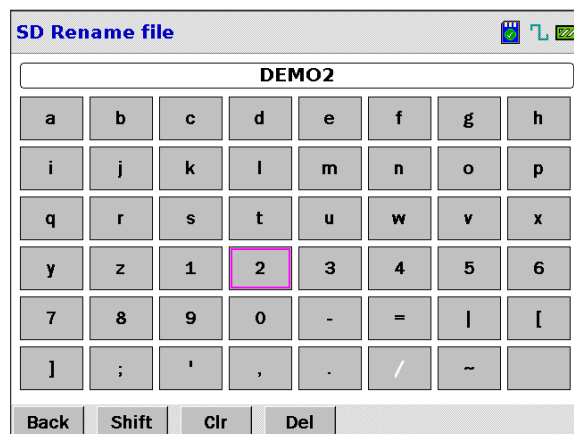 SD Rename file
DEMO2
a b c d e f g h
i j k l m n o p
q r s t u w v x
y z 1 2 3 4 5 6
7 8 9 0 - = | [
] ; ' , . / ~
Back Shift Clr Del